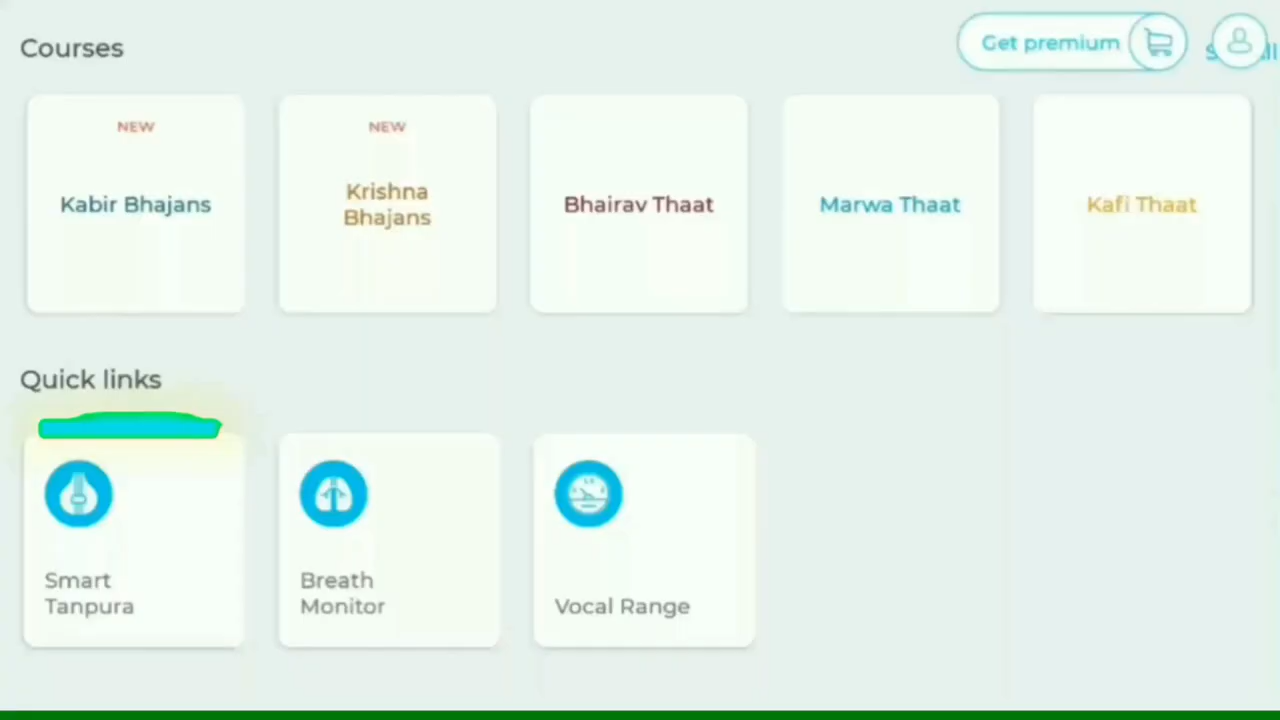 Courses
Get premium
NEW
NEW
Kabir Bhajans
Krishna
Bhajans
Bhairav Thaat
Marwa Thaat
Kafi Thaat
Quick links
Smart
Tanpura
Breath
Monitor
Vocal Range